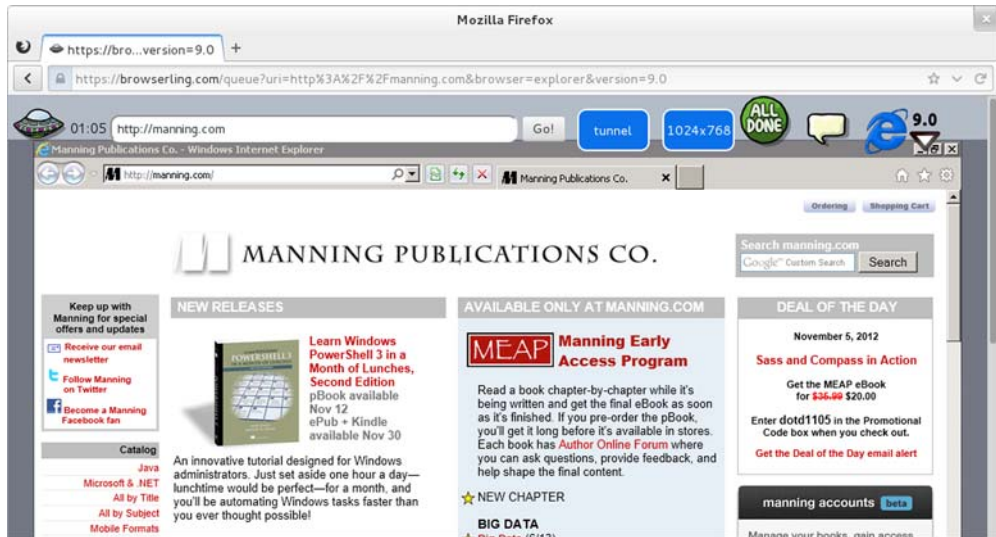 Mozilla Firefox
https://bro...version=9.0 +
https://browserling.com/queue?uri=http%3A%2F%2Fmanning.com&browser=explorer&version=9.0
01:05 http://manning.com Go! tunnel 1024x768 ALL DONE 9.0
Manning Publications Co. - Windows Internet Explorer
http://manning.com/ Manning Publications Co.
Ordering Shopping Cart
MANNING PUBLICATIONS CO.
Search manning.com
Google™ Custom Search Search
Keep up with
Manning for special
offers and updates
Receive our email
newsletter
Follow Manning
on Twitter
Become a Manning
Facebook fan
Catalog
Java
Microsoft & .NET
All by Title
All by Subject
Mobile Formats
NEW RELEASES
POWERSHELL 3
Learn Windows
PowerShell 3 in a
Month of Lunches,
Second Edition
pBook available
Nov 12
ePub + Kindle
available Nov 30
An innovative tutorial designed for Windows
administrators. Just set aside one hour a day—
lunchtime would be perfect—for a month, and
you'll be automating Windows tasks faster than
you ever thought possible!
AVAILABLE ONLY AT MANNING.COM
MEAP
Manning Early
Access Program
Read a book chapter-by-chapter while it's
being written and get the final eBook as soon
as it's finished. If you pre-order the pBook,
you'll get it long before it's available in stores.
Each book has Author Online Forum where
you can ask questions, provide feedback, and
help shape the final content.
NEW CHAPTER
BIG DATA
DEAL OF THE DAY
November 5, 2012
Sass and Compass in Action
Get the MEAP eBook
for $35.99 $20.00
Enter dotd1105 in the Promotional
Code box when you check out.
Get the Deal of the Day email alert
manning accounts beta
Manage your books, gain access